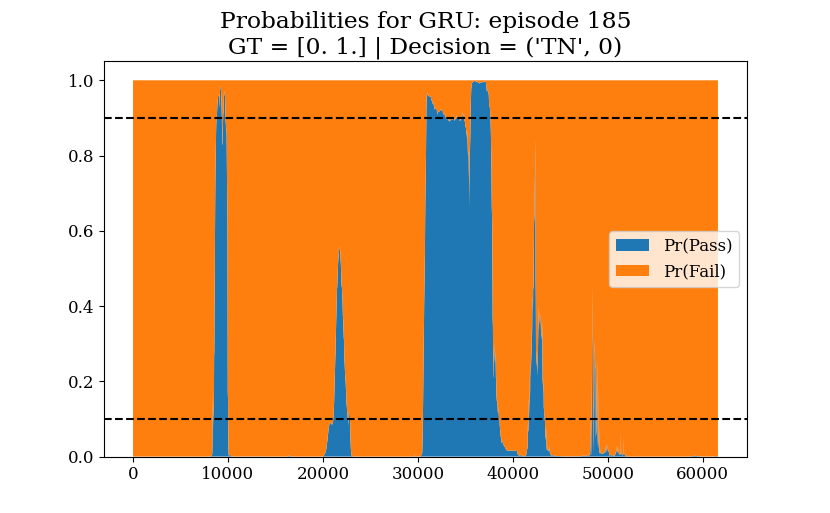 Probabilities for GRU: episode 185
GT = [0. 1.] | Decision = ('TN', 0)
1.0
0.8
0.6
0.4
0.2
0.0
Pr(Pass)
Pr(Fail)
0 10000 20000 30000 40000 50000 60000